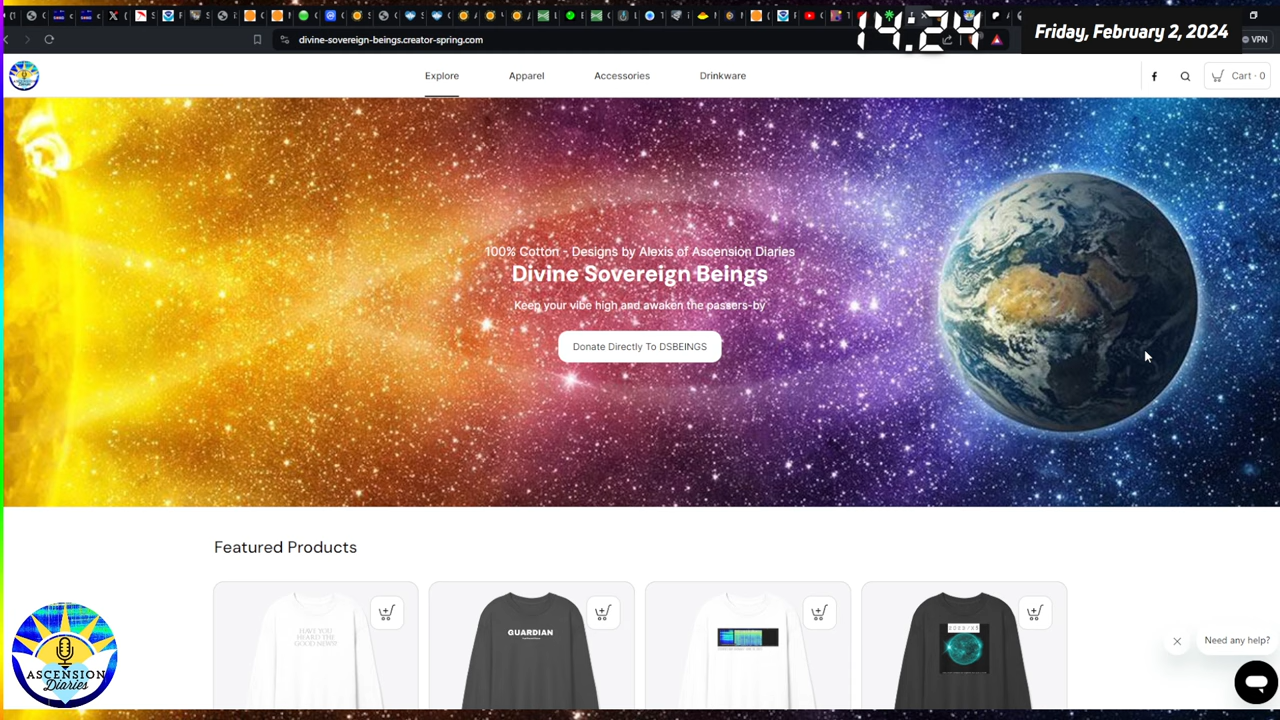 14:24
Friday, February 2, 2024
divine-sovereign-beings.creator-spring.com
VPN
Explore
Apparel
Accessories
Drinkware
Cart · 0
100% Cotton - Designs by Alexis of Ascension Diaries
Divine Sovereign Beings
Keep your vibe high and awaken the passers-by
Donate Directly To DSBEINGS
Featured Products
HAVE YOU
HEARD THE
GOOD NEWS?
GUARDIAN
Need any help?
ASCENSION
Diaries